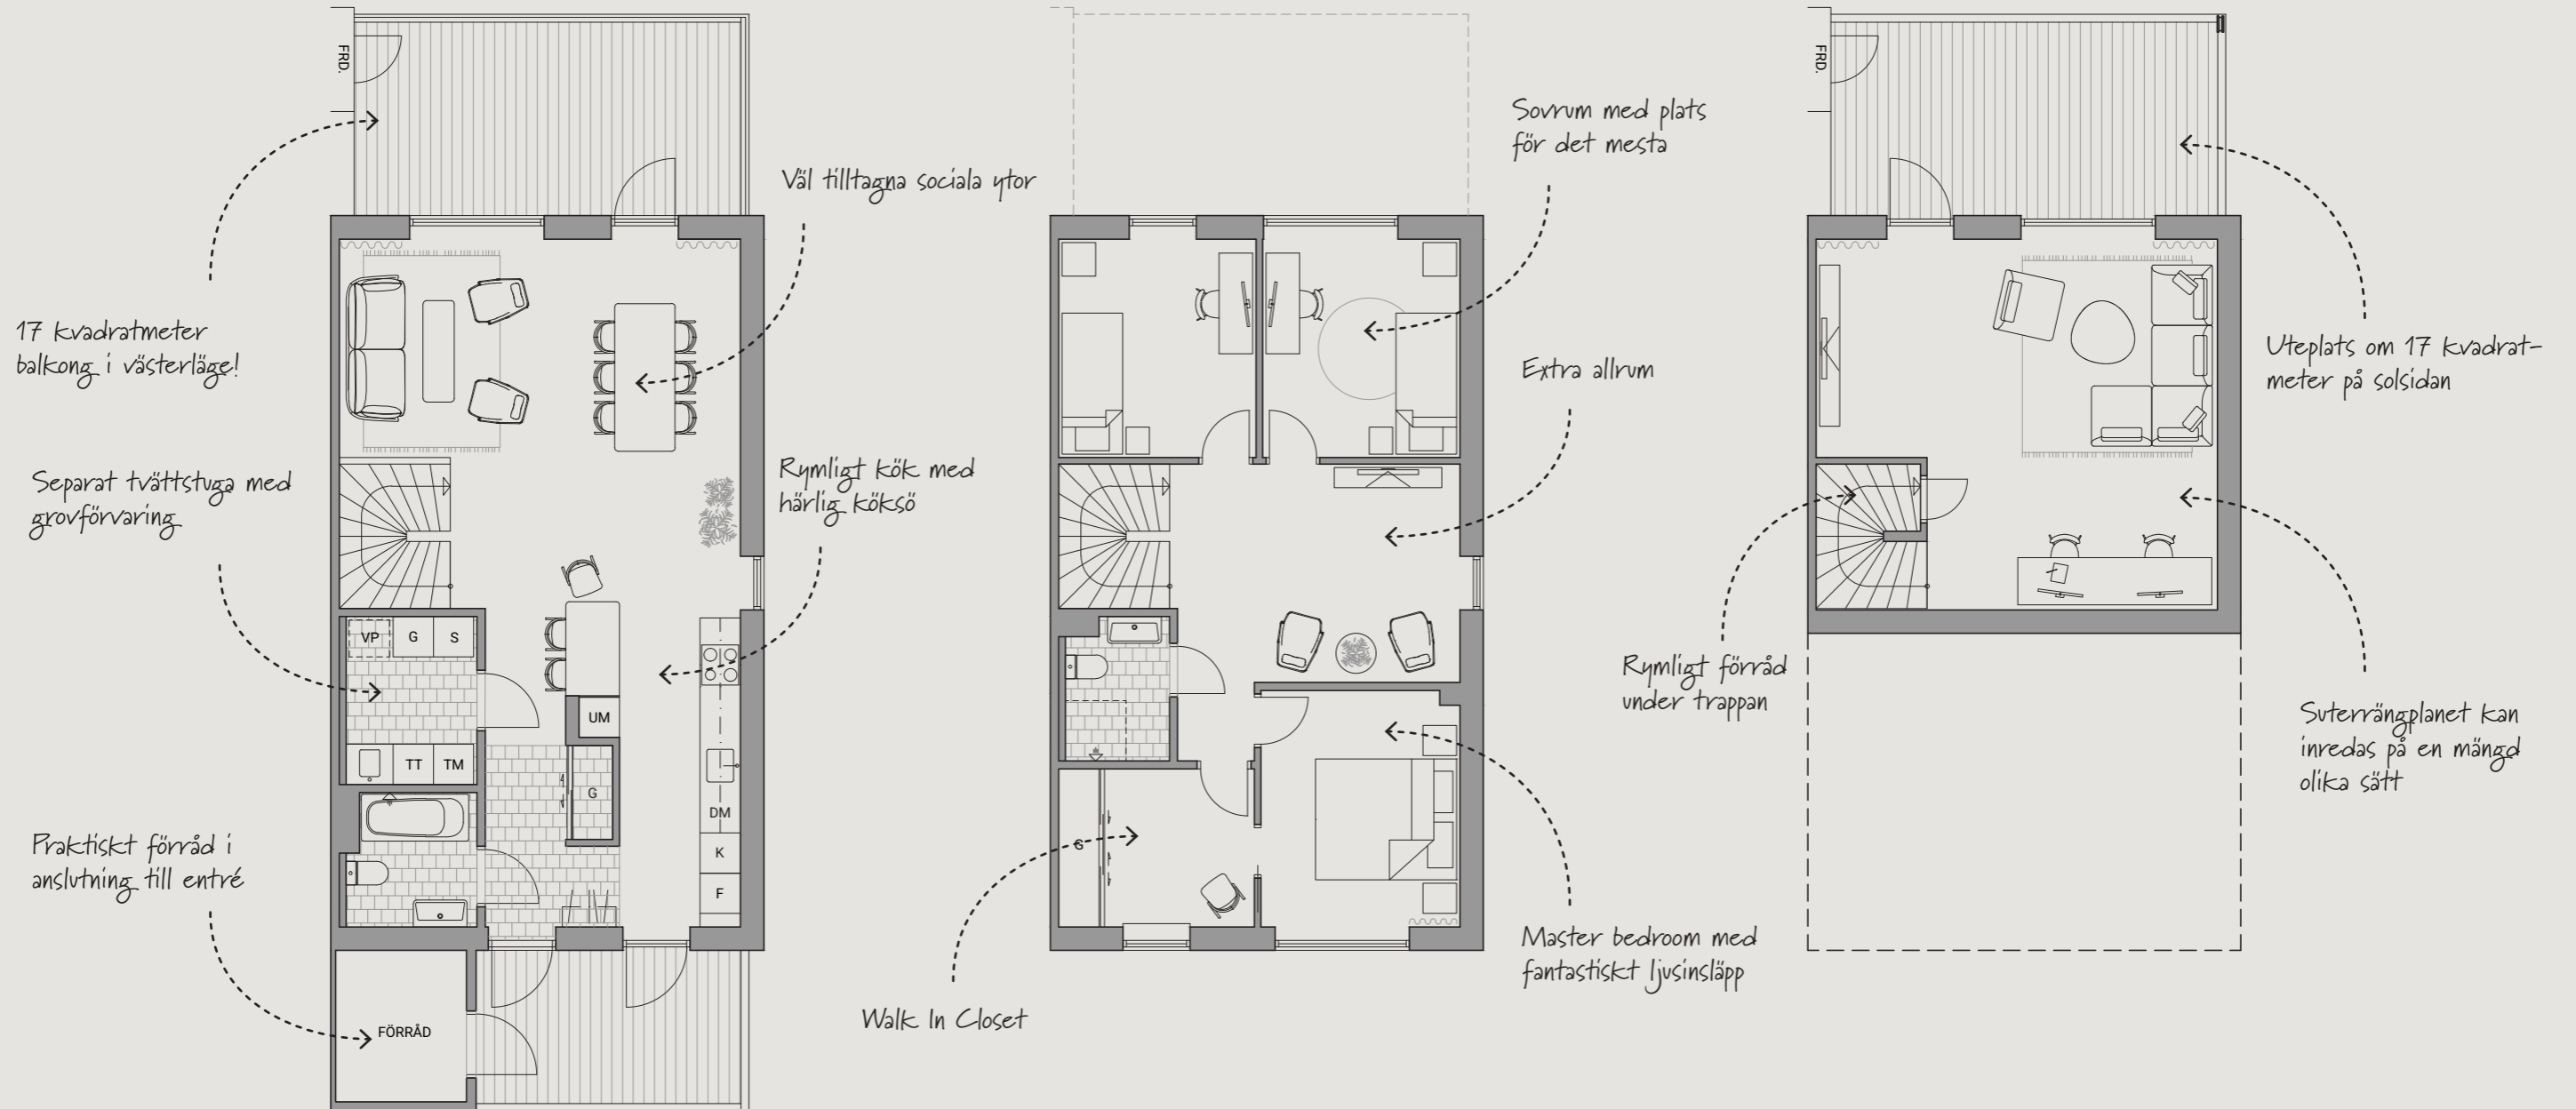 FRD.
17 kvadratmeter
balkong i västerläge!
Väl tilltagna sociala ytor
Separat tvättstuga med
grovförvaring
Rymligt kök med
härlig köksö
VP G S
UM
TT TM
G
DM
K
F
Praktiskt förråd i
anslutning till entré
FÖRRÅD
Sovrum med plats
för det mesta
Extra allrum
G
Walk In Closet
Master bedroom med
fantastiskt ljusinsläpp
FRD.
Uteplats om 17 kvadrat-
meter på solsidan
Rymligt förråd
under trappan
Suterrängplanet kan
inredas på en mängd
olika sätt